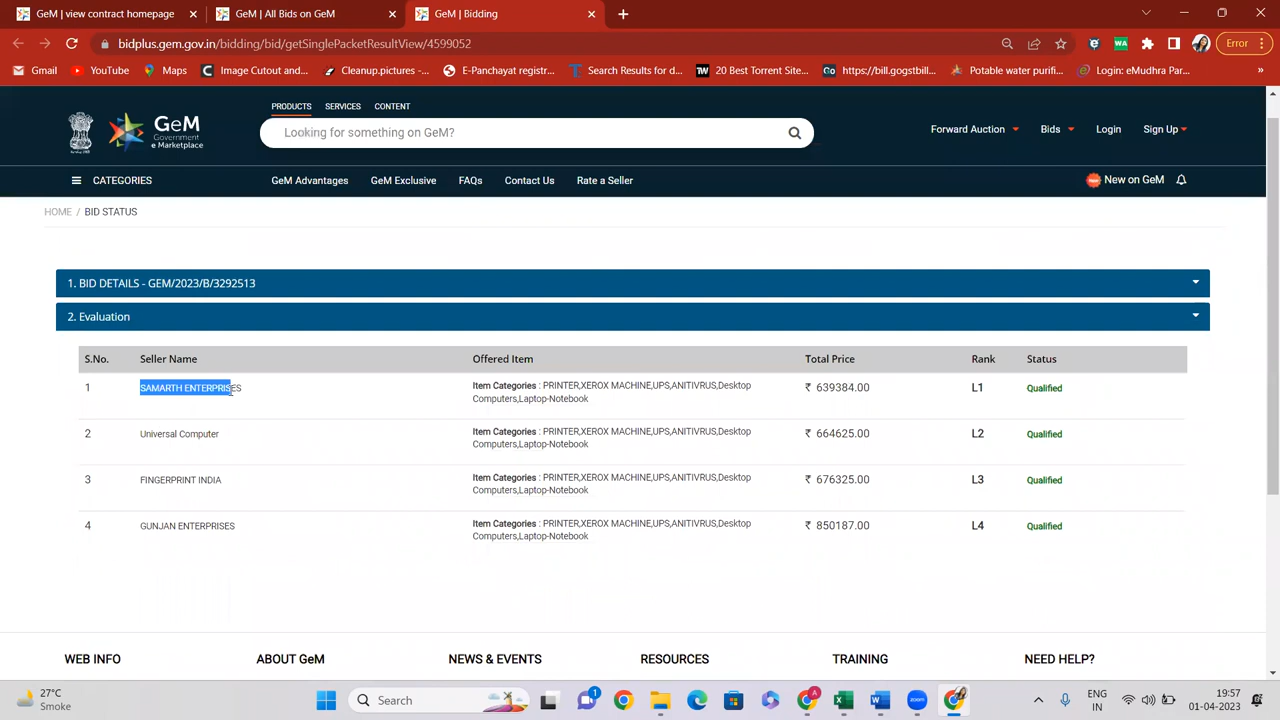 GeM | view contract homepage
GeM | All Bids on GeM
GeM | Bidding
bidplus.gem.gov.in/bidding/bid/getSinglePacketResultView/4599052
WA
Error
Gmail
YouTube
Maps
Image Cutout and...
Cleanup.pictures -...
E-Panchayat registr...
Search Results for d...
20 Best Torrent Site...
https://bill.gogstbill...
Potable water purifi...
Login: eMudhra Par...
»
PRODUCTS SERVICES CONTENT
GeM
Government
e Marketplace
Looking for something on GeM?
Forward Auction
Bids
Login
Sign Up
CATEGORIES
GeM Advantages
GeM Exclusive
FAQs
Contact Us
Rate a Seller
New on GeM
HOME / BID STATUS
1. BID DETAILS - GEM/2023/B/3292513
2. Evaluation
S.No. Seller Name Offered Item Total Price Rank Status
1 SAMARTH ENTERPRISES Item Categories : PRINTER,XEROX MACHINE,UPS,ANITIVRUS,Desktop ₹ 639384.00 L1 Qualified
Computers,Laptop-Notebook
2 Universal Computer Item Categories : PRINTER,XEROX MACHINE,UPS,ANITIVRUS,Desktop ₹ 664625.00 L2 Qualified
Computers,Laptop-Notebook
3 FINGERPRINT INDIA Item Categories : PRINTER,XEROX MACHINE,UPS,ANITIVRUS,Desktop ₹ 676325.00 L3 Qualified
Computers,Laptop-Notebook
4 GUNJAN ENTERPRISES Item Categories : PRINTER,XEROX MACHINE,UPS,ANITIVRUS,Desktop ₹ 850187.00 L4 Qualified
Computers,Laptop-Notebook
WEB INFO
ABOUT GeM
NEWS & EVENTS
RESOURCES
TRAINING
NEED HELP?
27°C
Smoke
Search
1
zoom
ENG
IN
19:57
01-04-2023